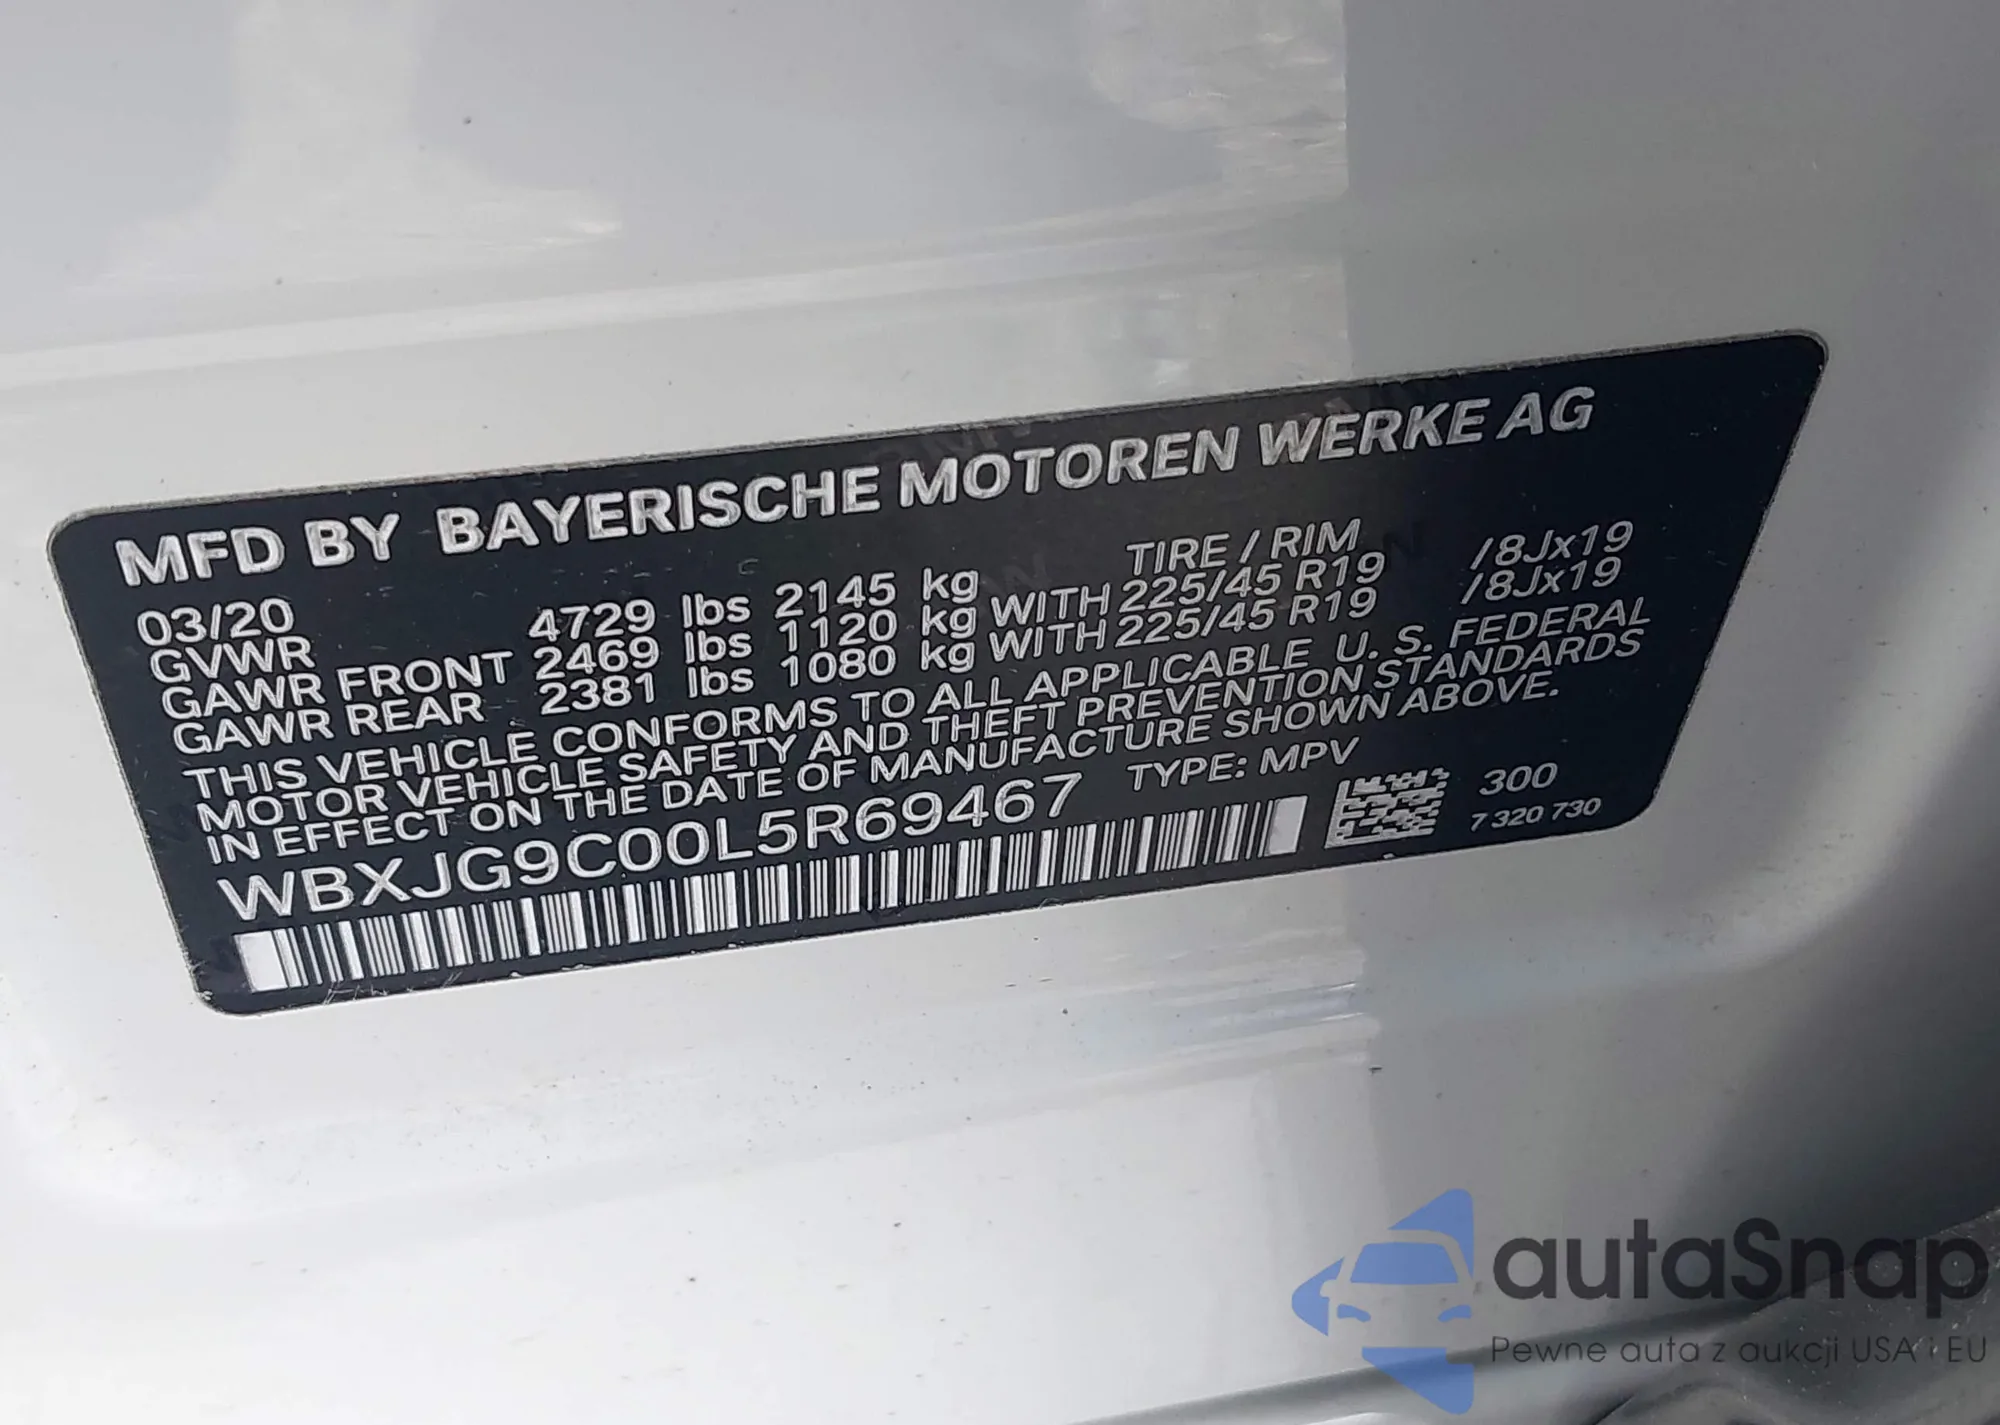 MFD BY BAYERISCHE MOTOREN WERKE AG
03/20 TIRE / RIM
GVWR 4729 lbs 2145 kg
GAWR FRONT 2469 lbs 1120 kg WITH 225/45 R19 /8Jx19
GAWR REAR 2381 lbs 1080 kg WITH 225/45 R19 /8Jx19
THIS VEHICLE CONFORMS TO ALL APPLICABLE U. S. FEDERAL
MOTOR VEHICLE SAFETY AND THEFT PREVENTION STANDARDS
IN EFFECT ON THE DATE OF MANUFACTURE SHOWN ABOVE.
WBXJG9C00L5R69467 TYPE: MPV
300
7 320 730
autaSnap
Pewne auta z aukcji USA i EU